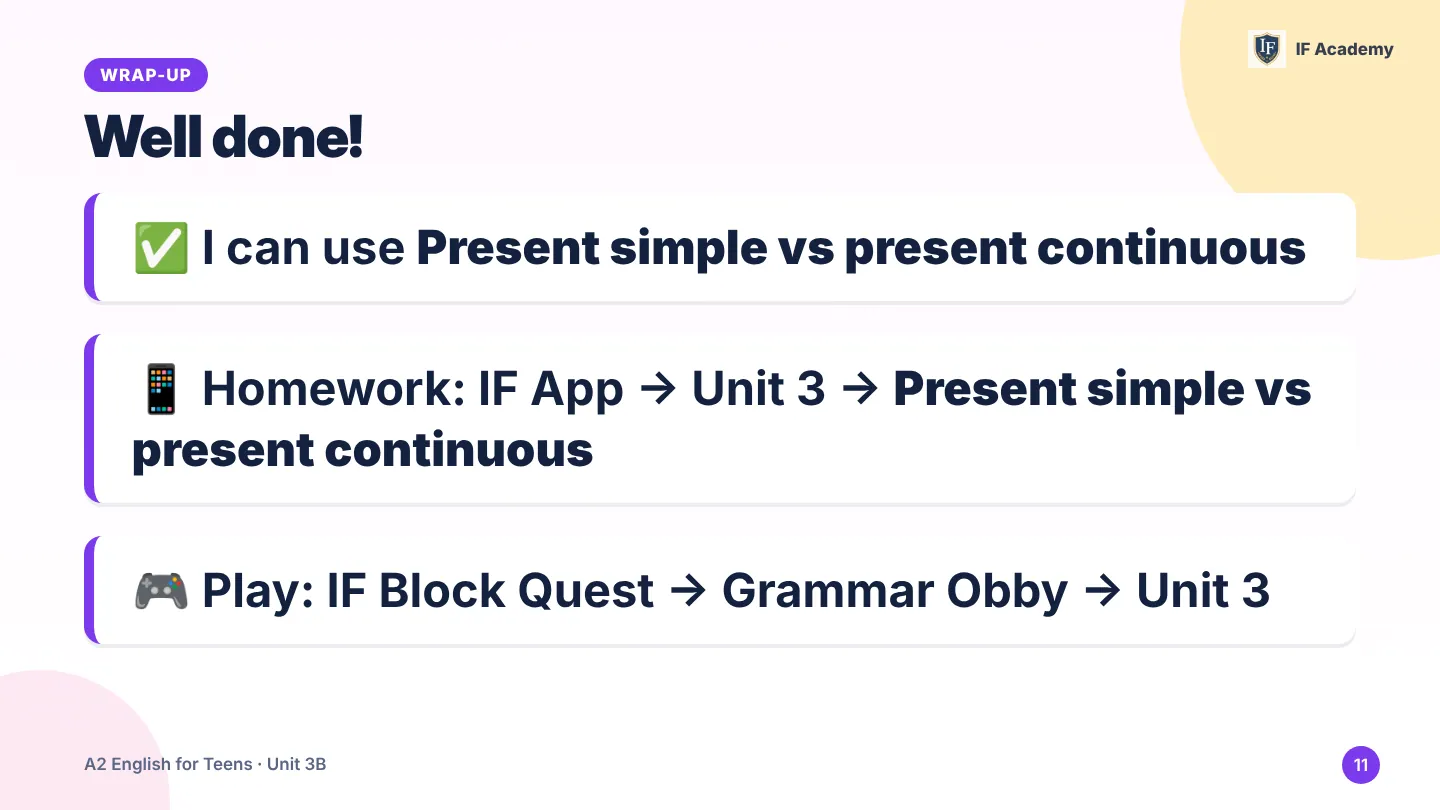 IF IF Academy
WRAP-UP
Well done!
✅ I can use Present simple vs present continuous
📱 Homework: IF App → Unit 3 → Present simple vs
present continuous
🎮 Play: IF Block Quest → Grammar Obby → Unit 3
A2 English for Teens · Unit 3B
11